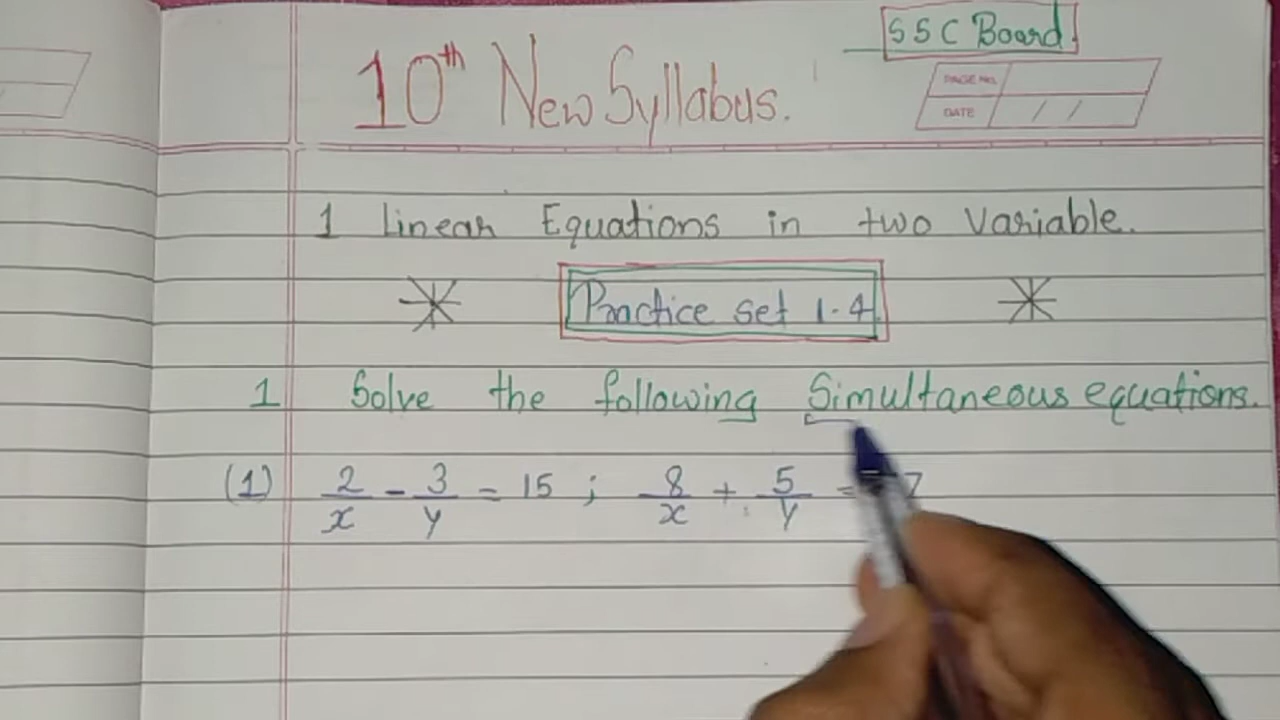 SSC Board
10th New Syllabus.
PAGE NO.
DATE / /
1 Linear Equations in two Variable.
Practice set 1.4
1 Solve the following Simultaneous equations.
(1) 2/x - 3/y = 15 ; 8/x + 5/y =